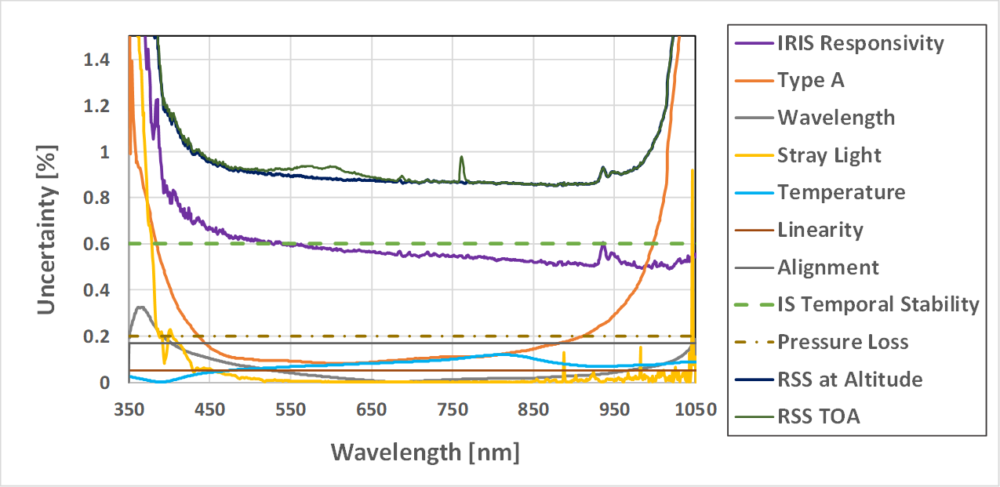 1.4
1.2
1
0.8
0.6
0.4
0.2
0
Uncertainty [%]
350 450 550 650 750 850 950 1050
Wavelength [nm]
IRIS Responsivity
Type A
Wavelength
Stray Light
Temperature
Linearity
Alignment
IS Temporal Stability
Pressure Loss
RSS at Altitude
RSS TOA